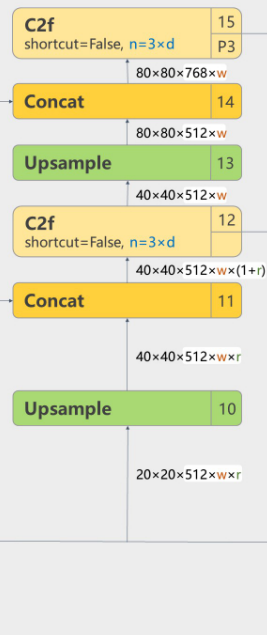 C2f 15
shortcut=False, n=3×d P3
80×80×768×w
Concat 14
80×80×512×w
Upsample 13
40×40×512×w
C2f 12
shortcut=False, n=3×d
40×40×512×w×(1+r)
Concat 11
40×40×512×w×r
Upsample 10
20×20×512×w×r